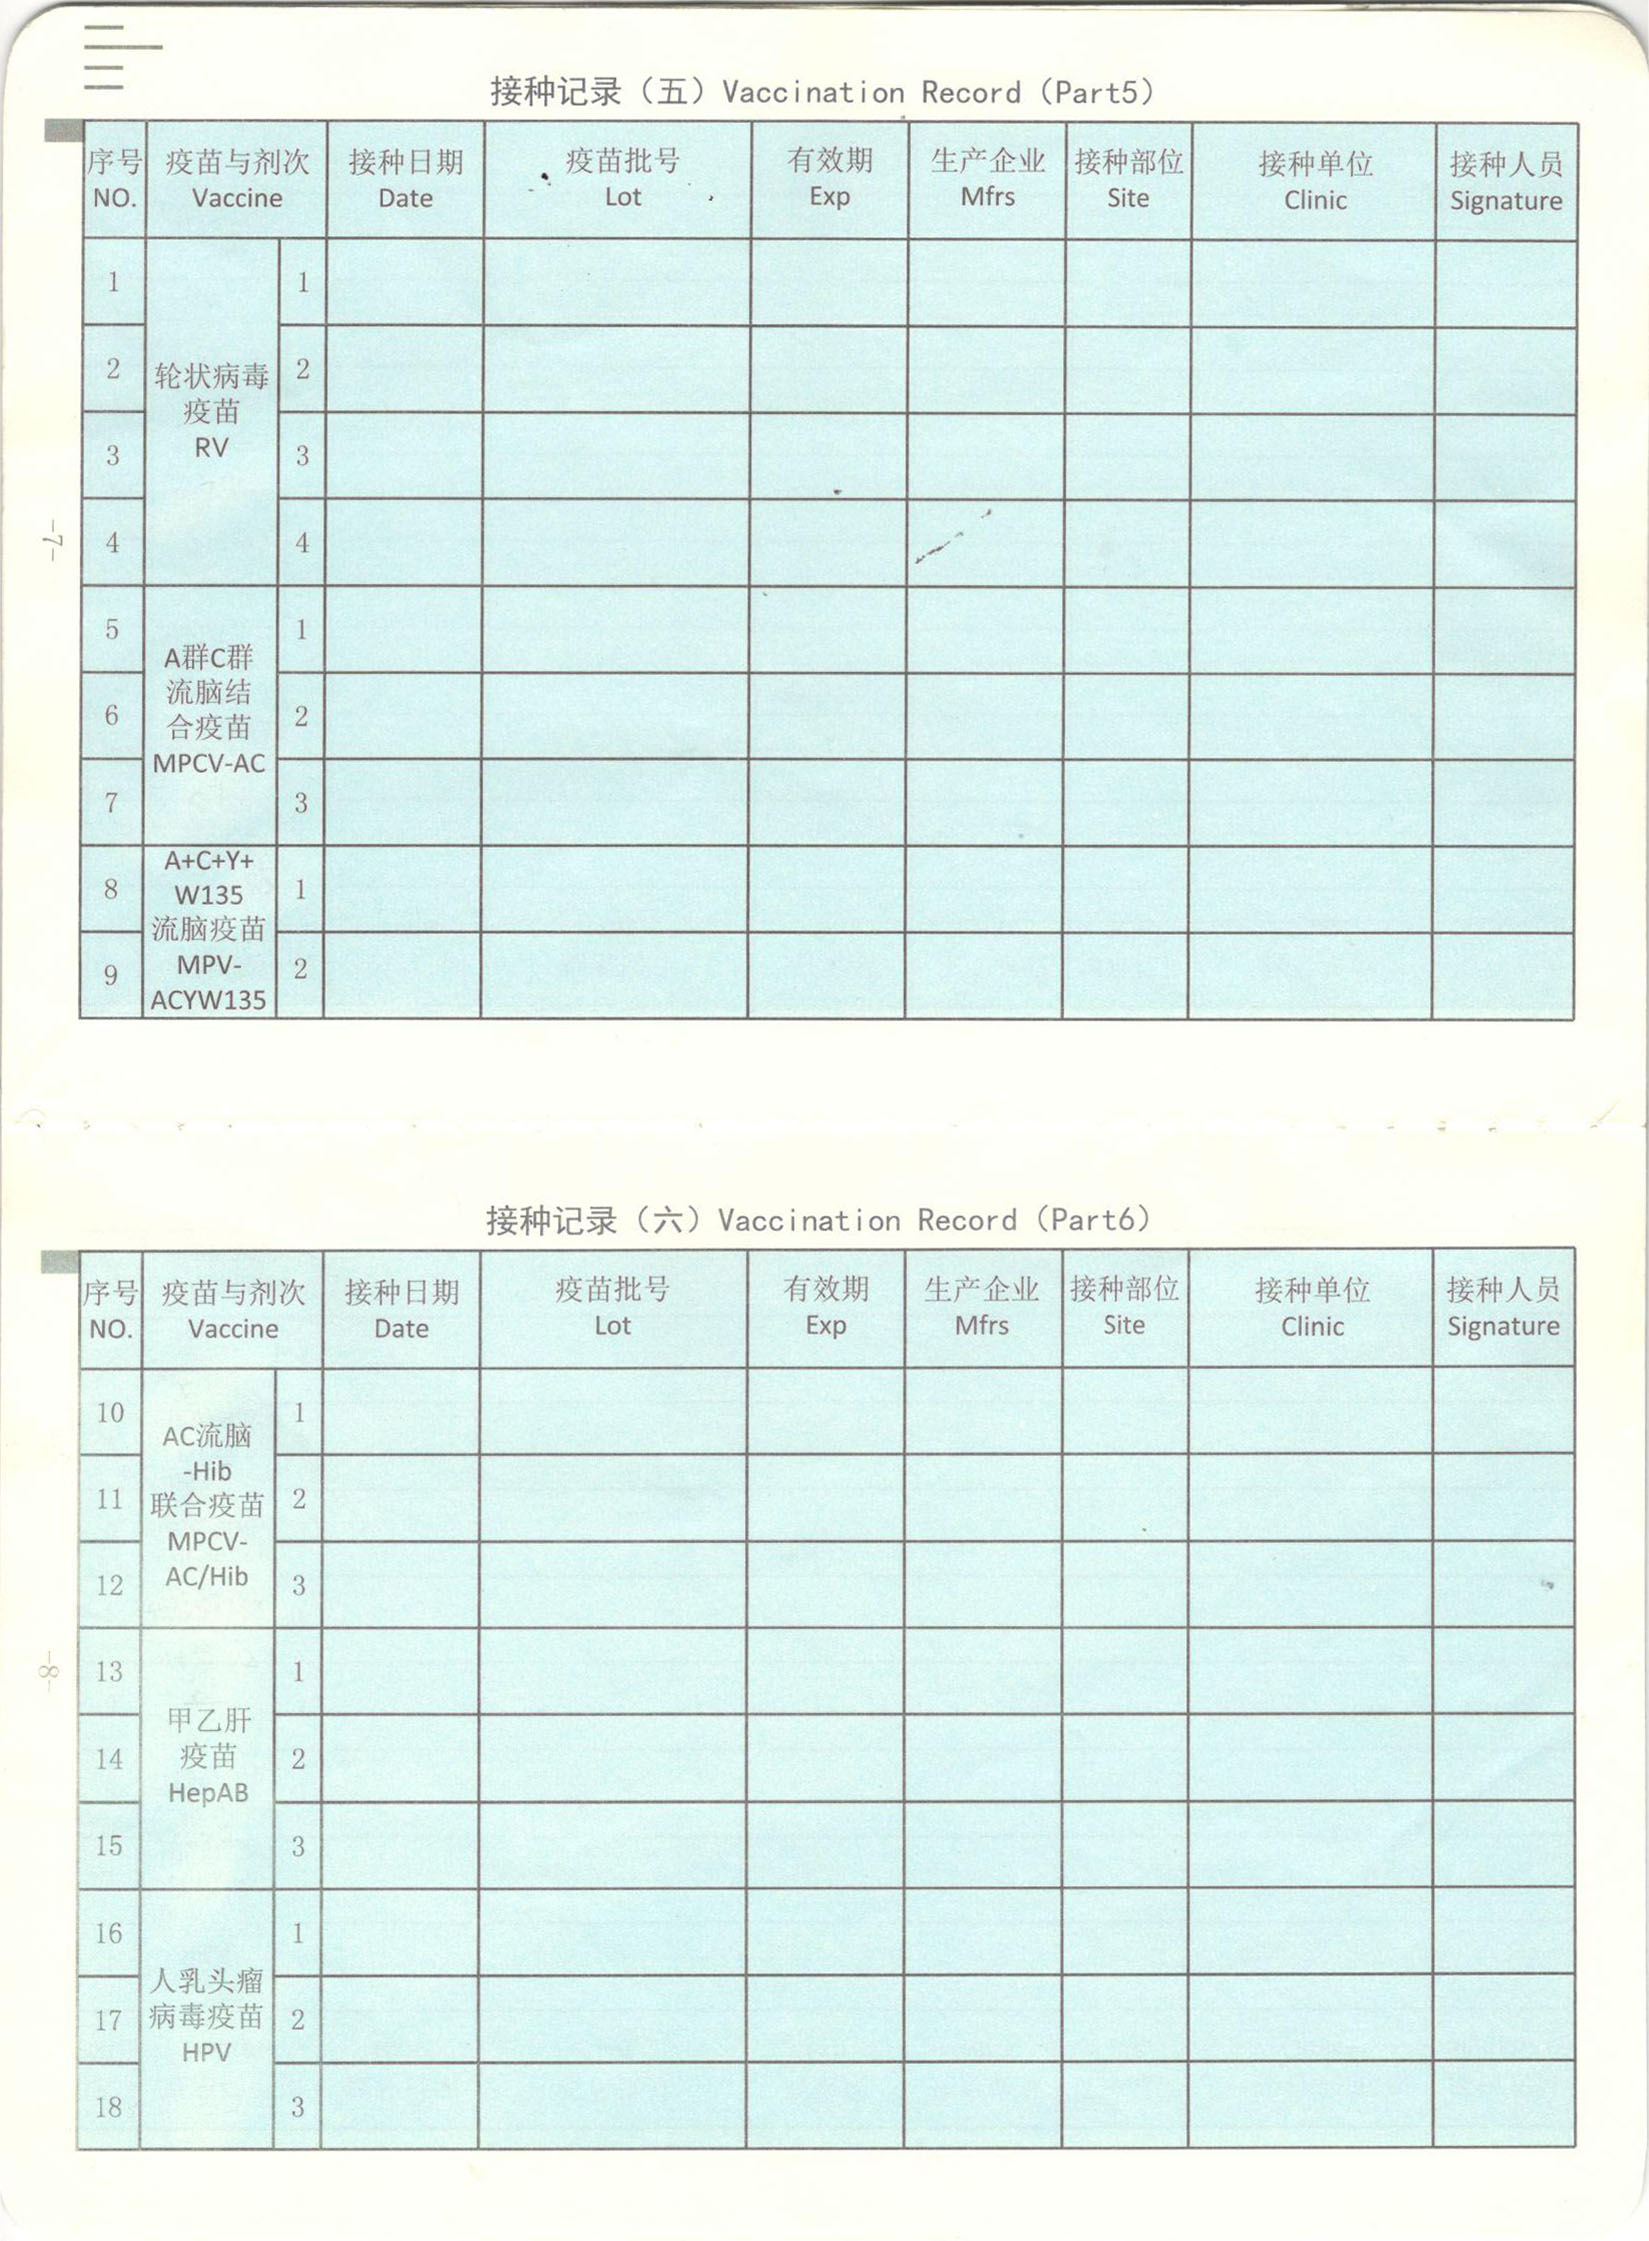 接种记录（五）Vaccination Record（Part5）
序号 疫苗与剂次 接种日期 疫苗批号 有效期 生产企业 接种部位 接种单位 接种人员
NO. Vaccine Date Lot Exp Mfrs Site Clinic Signature
1 1
2 2
轮状病毒
疫苗
RV
3 3
4 4
5 1
A群C群
流脑结
合疫苗
MPCV-AC
6 2
7 3
A+C+Y+
W135
流脑疫苗
MPV-
ACYW135
8 1
9 2
-7-
接种记录（六）Vaccination Record（Part6）
序号 疫苗与剂次 接种日期 疫苗批号 有效期 生产企业 接种部位 接种单位 接种人员
NO. Vaccine Date Lot Exp Mfrs Site Clinic Signature
10 1
AC流脑
-Hib
联合疫苗
MPCV-
AC/Hib
11 2
12 3
13 1
甲乙肝
疫苗
HepAB
14 2
15 3
16 1
人乳头瘤
病毒疫苗
HPV
17 2
18 3
-8-